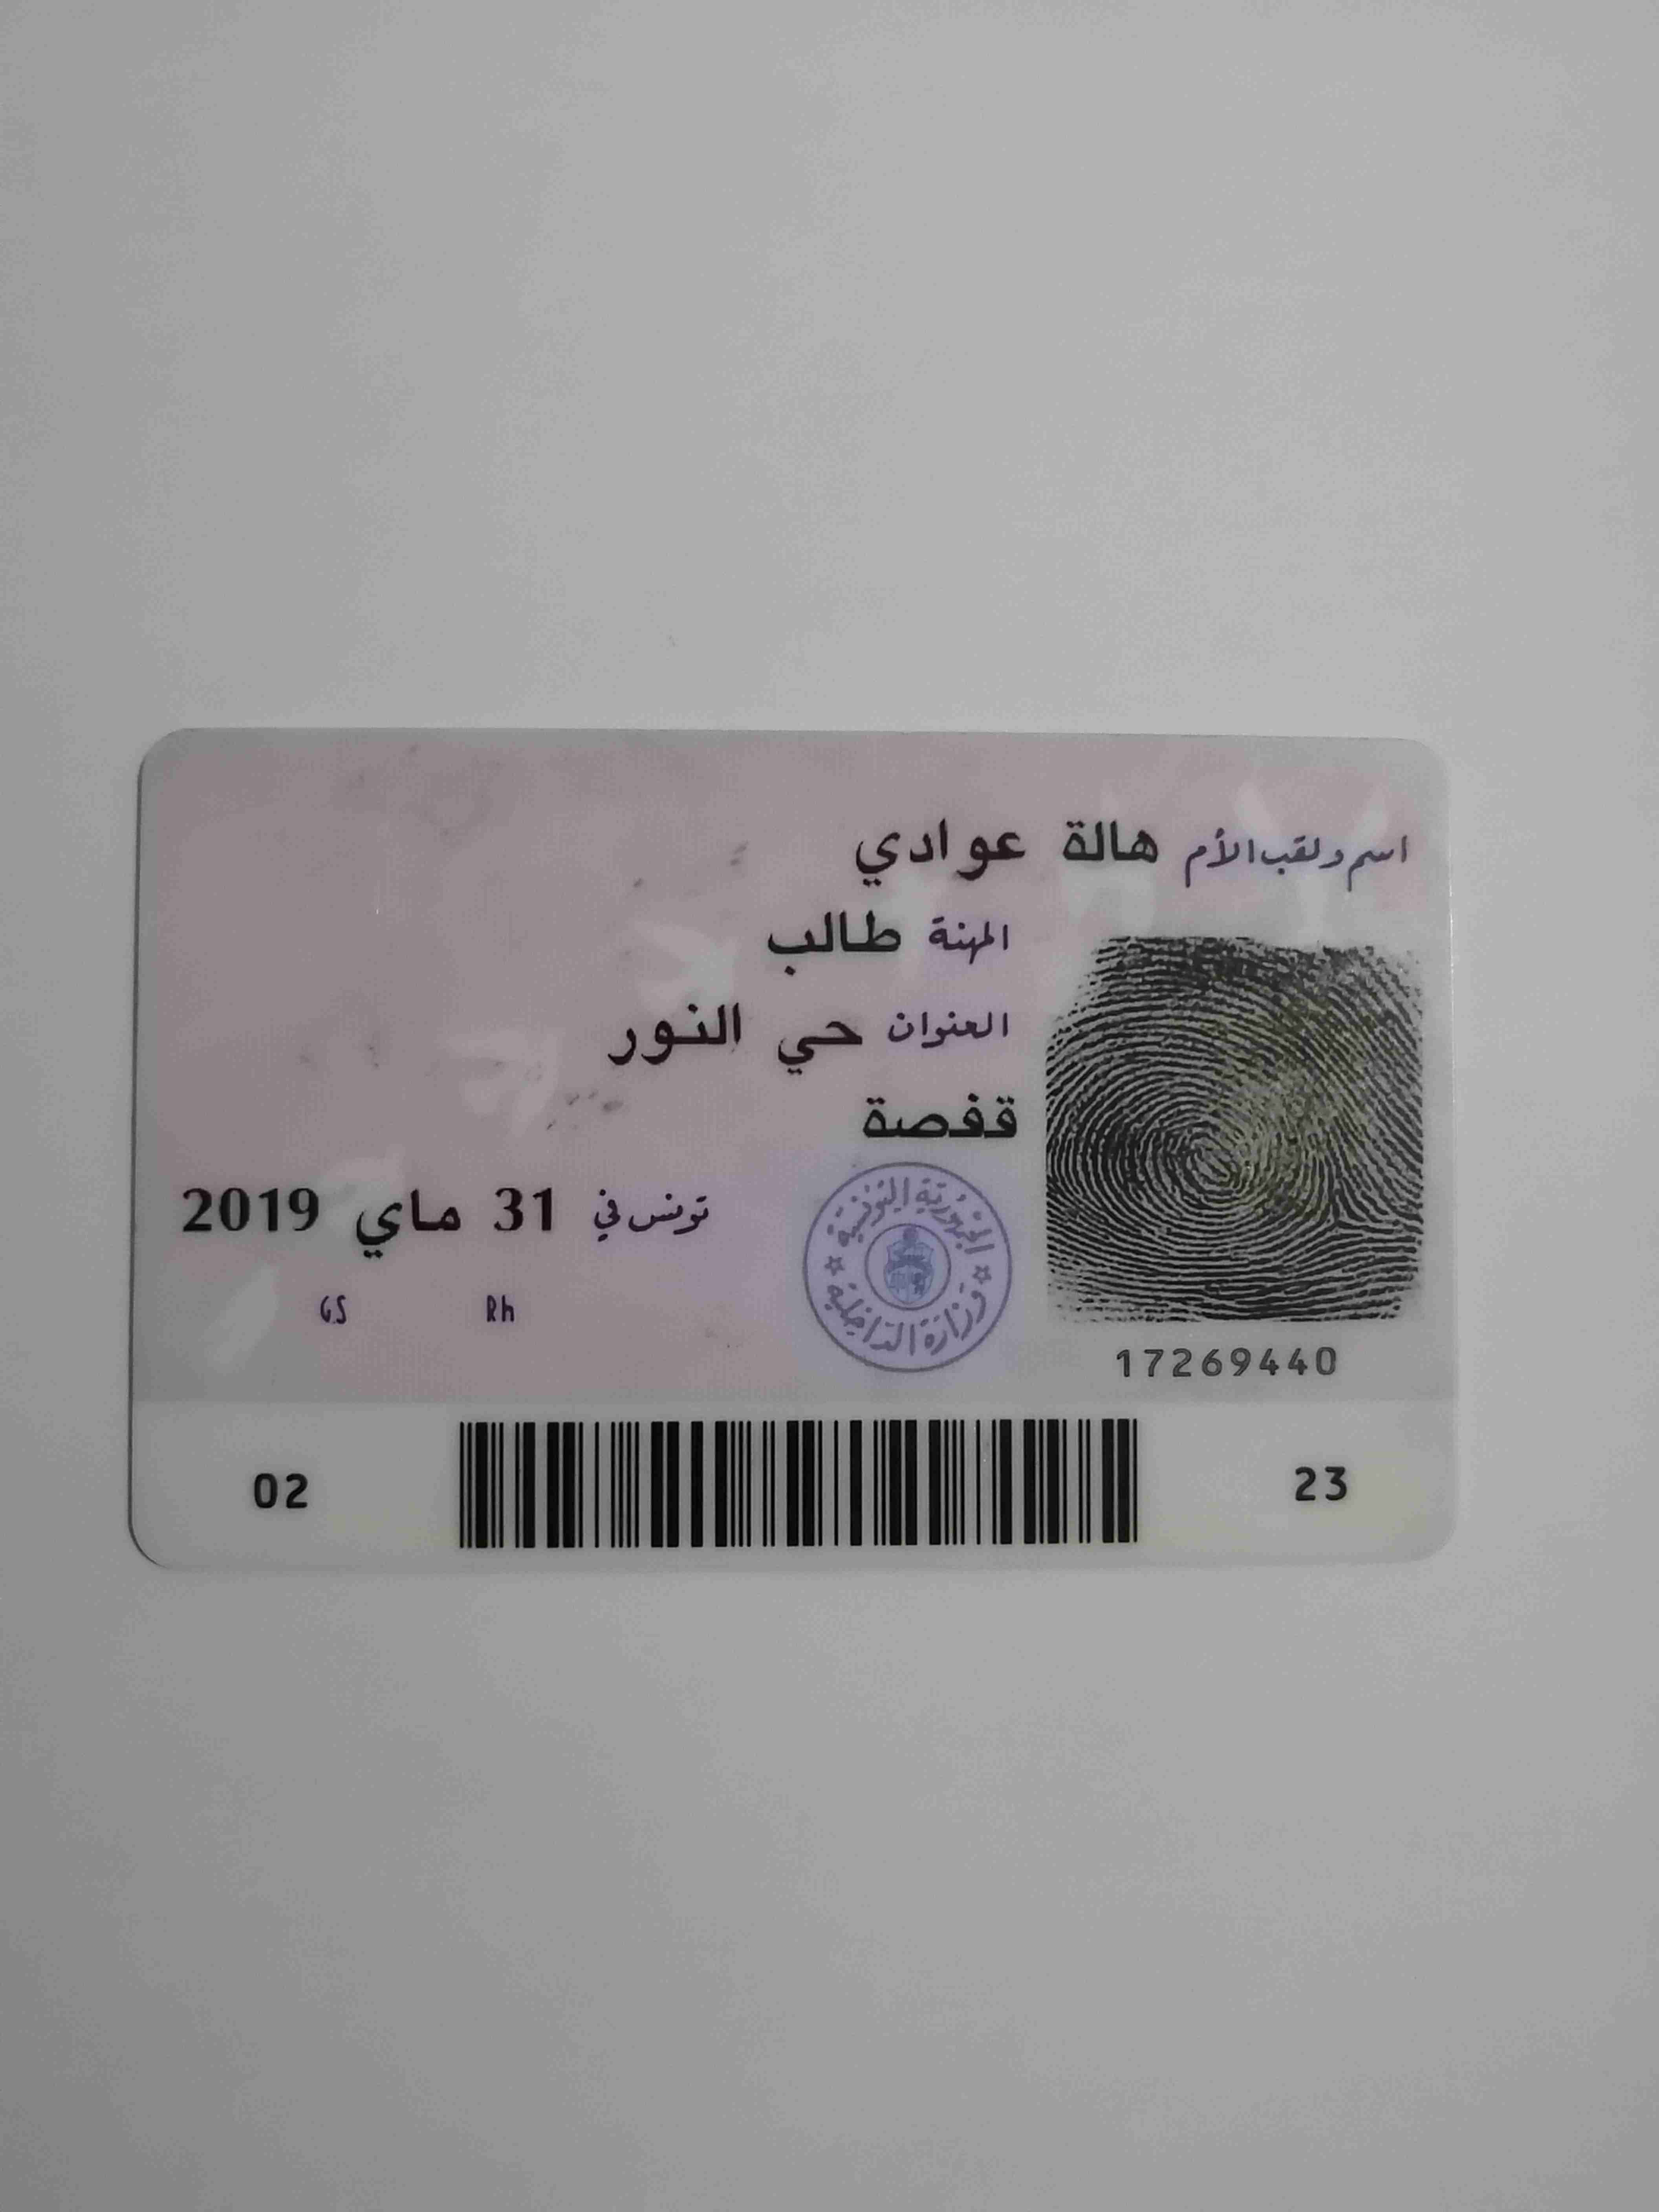 اسم ولقب الأم هالة عوادي
المهنة طالب
العنوان حي النور
قفصة
تونس في 31 ماي 2019
الجمهورية التونسية
وزارة الداخلية
GS Rh
17269440
02 23